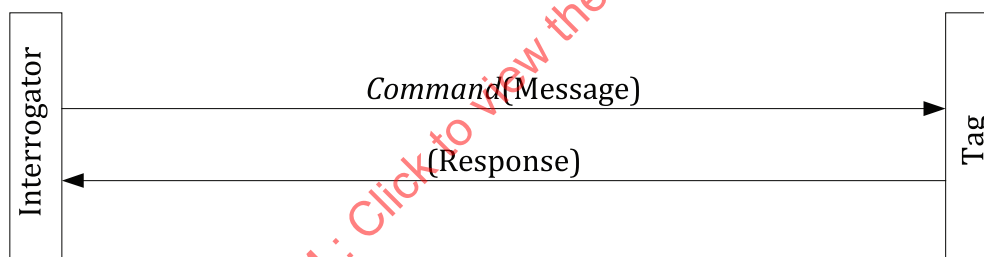 Interrogator
Command(Message)
(Response)
Tag
: Click to view the